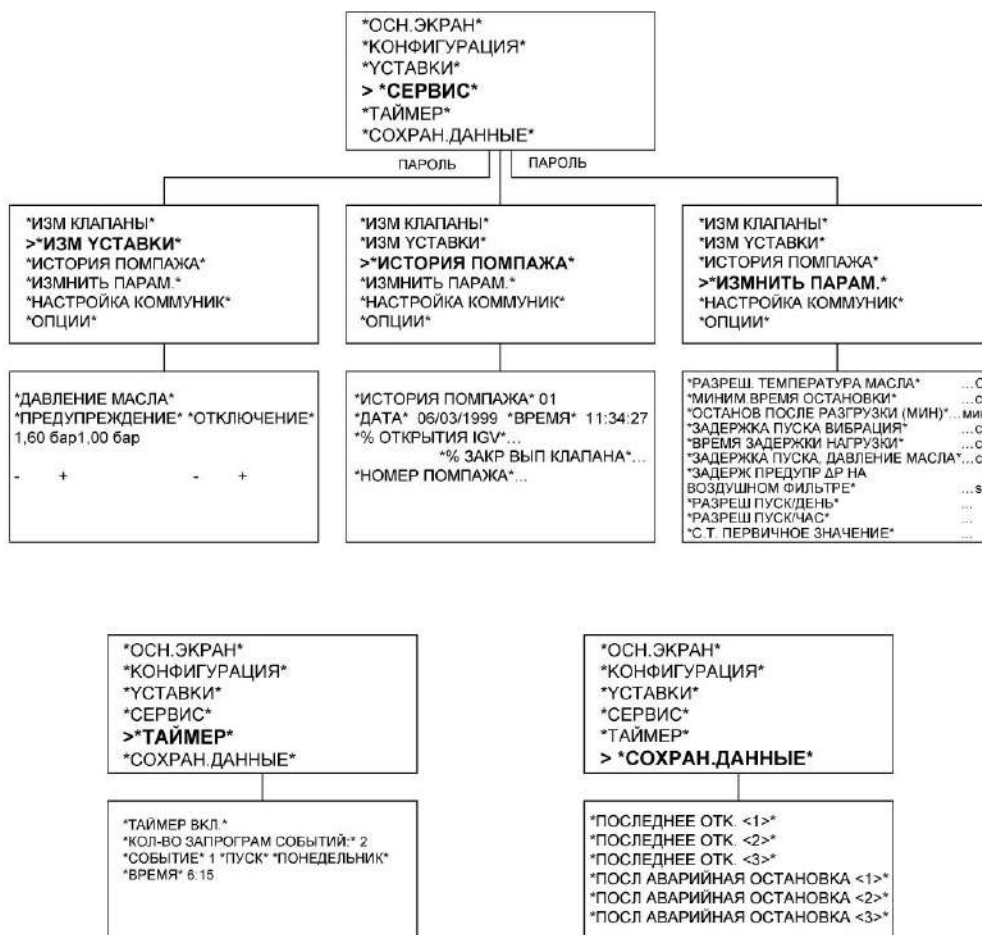 *ОСН.ЭКРАН*
*КОНФИГУРАЦИЯ*
*YСТАВКИ*
> *СЕРВИС*
*ТАЙМЕР*
*СОХРАН.ДАННЫЕ*
ПАРОЛЬ ПАРОЛЬ
*ИЗМ КЛАПАНЫ*
>*ИЗМ YСТАВКИ*
*ИСТОРИЯ ПОМПАЖА*
*ИЗМНИТЬ ПАРАМ.*
*НАСТРОЙКА КОММУНИК*
*ОПЦИИ*
*ИЗМ КЛАПАНЫ*
*ИЗМ YСТАВКИ*
>*ИСТОРИЯ ПОМПАЖА*
*ИЗМНИТЬ ПАРАМ.*
*НАСТРОЙКА КОММУНИК*
*ОПЦИИ*
*ИЗМ КЛАПАНЫ*
*ИЗМ YСТАВКИ*
*ИСТОРИЯ ПОМПАЖА*
>*ИЗМНИТЬ ПАРАМ.*
*НАСТРОЙКА КОММУНИК*
*ОПЦИИ*
*ДАВЛЕНИЕ МАСЛА*
*ПРЕДУПРЕЖДЕНИЕ* *ОТКЛЮЧЕНИЕ*
1,60 бар1,00 бар
- + - +
*ИСТОРИЯ ПОМПАЖА* 01
*ДАТА* 06/03/1999 *ВРЕМЯ* 11:34:27
*% ОТКРЫТИЯ IGV*...
*% ЗАКР ВЫП КЛАПАНА*...
*НОМЕР ПОМПАЖА*...
*РАЗРЕШ. ТЕМПЕРАТУРА МАСЛА* ...С
*МИНИМ ВРЕМЯ ОСТАНОВКИ* ...с
*ОСТАНОВ ПОСЛЕ РАЗГРУЗКИ (МИН)*...мин
*ЗАДЕРЖКА ПУСКА ВИБРАЦИЯ* ...с
*ВРЕМЯ ЗАДЕРЖКИ НАГРУЗКИ* ...с
*ЗАДЕРЖКА ПУСКА, ДАВЛЕНИЕ МАСЛА*...с
*ЗАДЕРЖ ПРЕДУПР ΔР НА
ВОЗДУШНОМ ФИЛЬТРЕ* ...s
*РАЗРЕШ ПУСК/ДЕНЬ* ...
*РАЗРЕШ ПУСК/ЧАС* ...
*С.Т. ПЕРВИЧНОЕ ЗНАЧЕНИЕ* ...
*ОСН.ЭКРАН*
*КОНФИГУРАЦИЯ*
*YСТАВКИ*
*СЕРВИС*
>*ТАЙМЕР*
*СОХРАН.ДАННЫЕ*
*ТАЙМЕР ВКЛ.*
*КОЛ-ВО ЗАПРОГРАМ СОБЫТИЙ:* 2
*СОБЫТИЕ* 1 *ПУСК* *ПОНЕДЕЛЬНИК*
*ВРЕМЯ* 6:15
*ОСН.ЭКРАН*
*КОНФИГУРАЦИЯ*
*YСТАВКИ*
*СЕРВИС*
*ТАЙМЕР*
> *СОХРАН.ДАННЫЕ*
*ПОСЛЕДНЕЕ ОТК. <1>*
*ПОСЛЕДНЕЕ ОТК. <2>*
*ПОСЛЕДНЕЕ ОТК. <3>*
*ПОСЛ АВАРИЙНАЯ ОСТАНОВКА <1>*
*ПОСЛ АВАРИЙНАЯ ОСТАНОВКА <2>*
*ПОСЛ АВАРИЙНАЯ ОСТАНОВКА <3>*